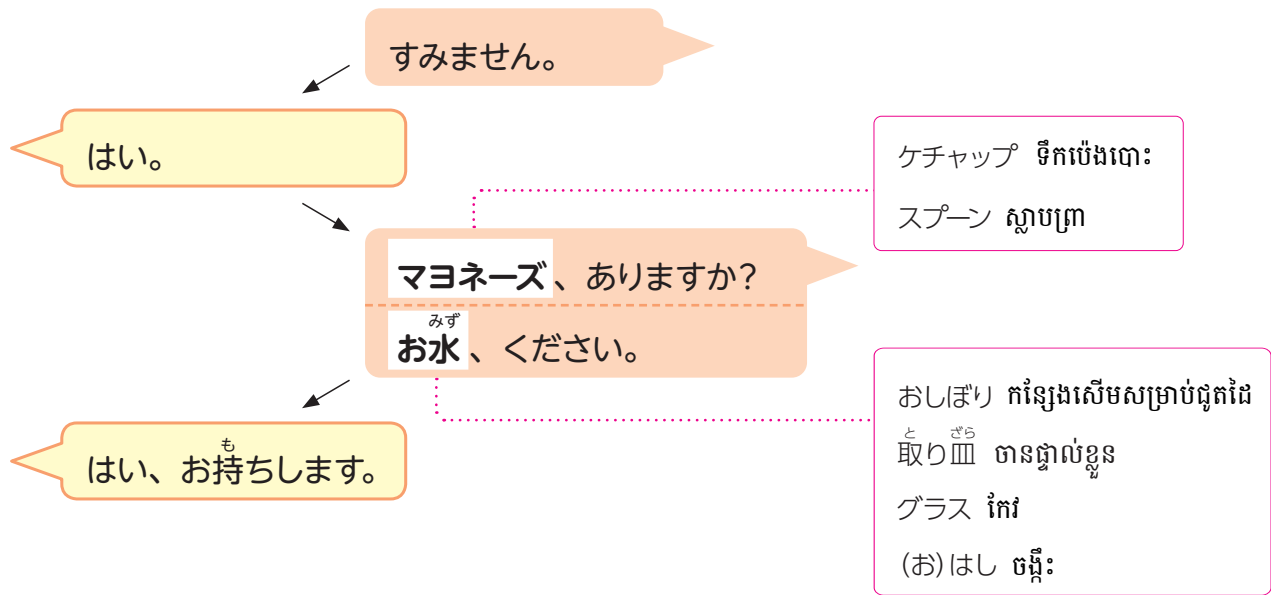 すみません。
はい。
ケチャップ ទឹកប៉េងបោះ
スプーン ស្លាបព្រា
マヨネーズ、ありますか?
みず
お水、ください。
も
はい、お持ちします。
おしぼり កន្សែងសើមសម្រាប់ជូតដៃ
と ざら
取り皿 ចានផ្ទាល់ខ្លួន
グラス កែវ
(お)はし ចង្កឹះ